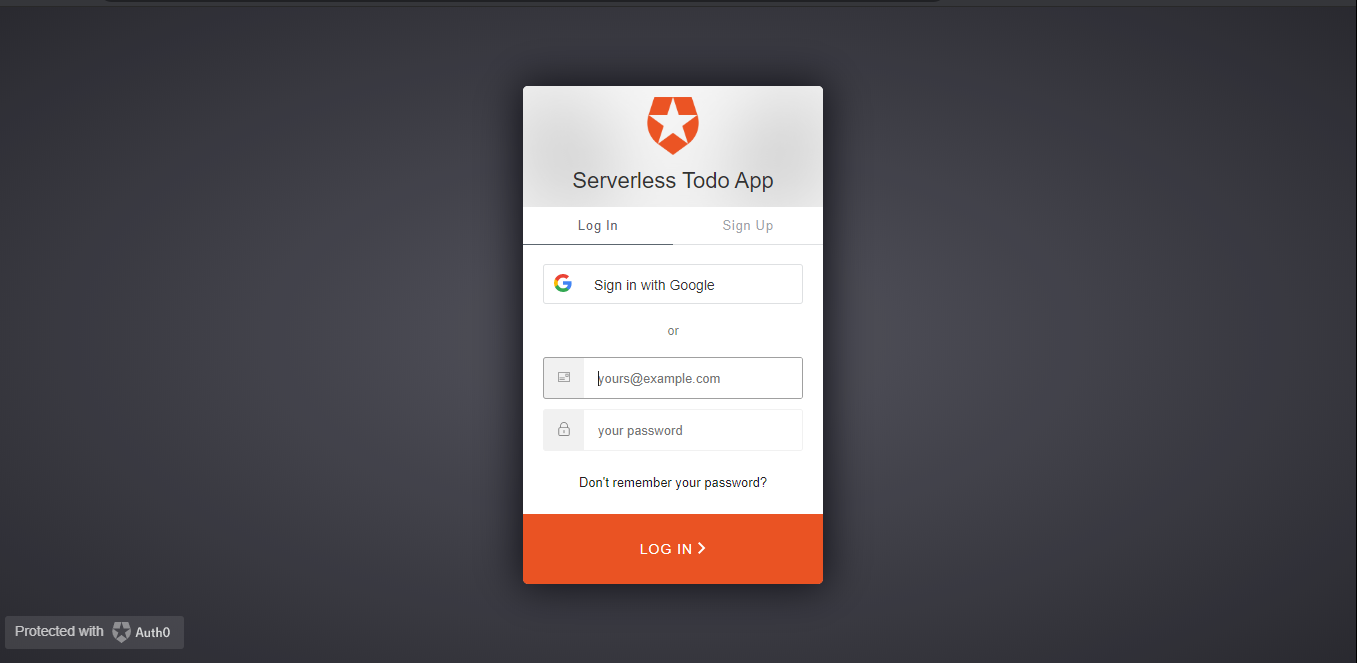 Serverless Todo App
Log In
Sign Up
Sign in with Google
or
yours@example.com
your password
Don't remember your password?
LOG IN
Protected with Auth0